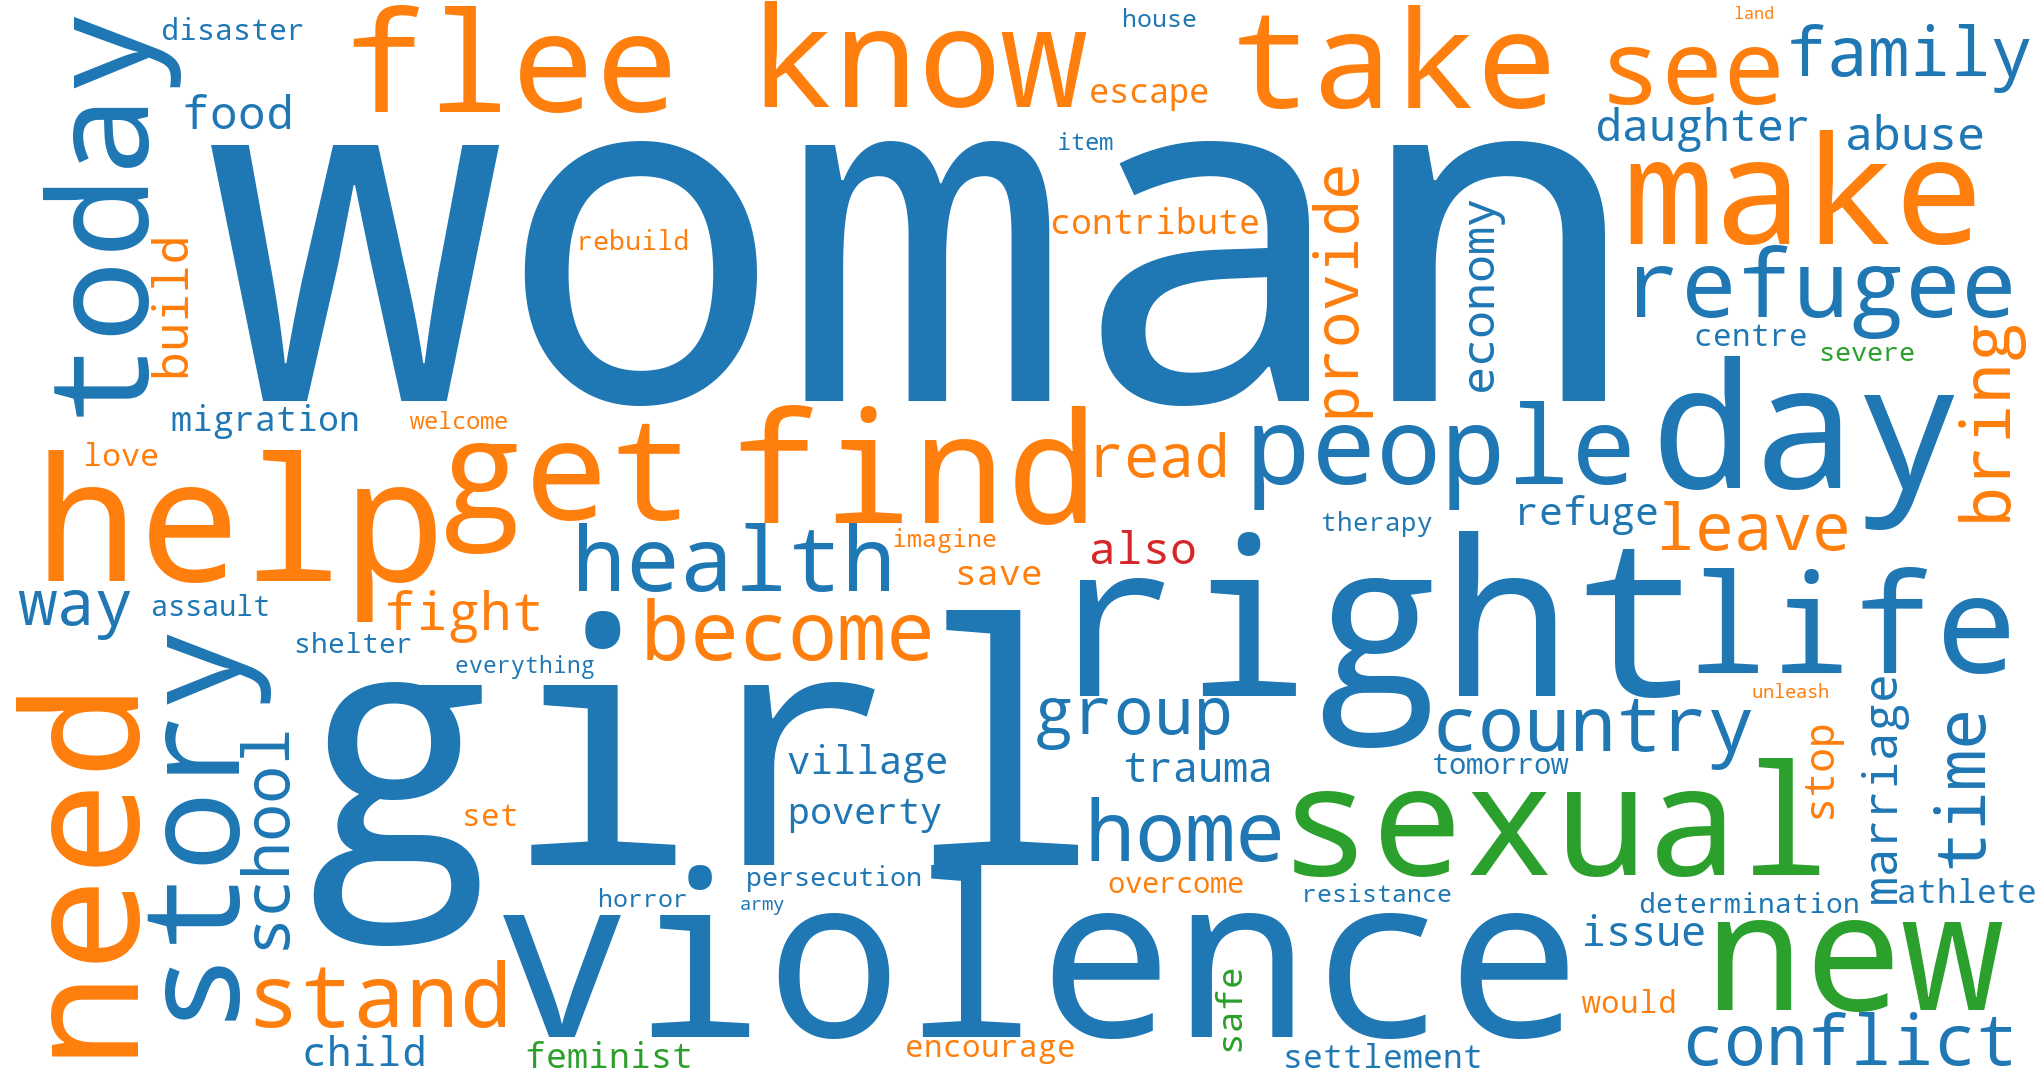 disaster
flee
know
house
take
land
see
family
today
food
escape
daughter
abuse
woman
item
make
build
rebuild
contribute
provide
economy
refugee
centre
severe
bring
migration
welcome
love
help
get
find
read
people
day
health
imagine
also
therapy
refuge
leave
way
assault
fight
save
right
life
shelter
become
everything
girl
need
story
school
group
country
unleash
marriage
time
stop
village
trauma
tomorrow
poverty
set
home
sexual
persecution
overcome
resistance
determination
athlete
horror
army
violence
issue
new
stand
safe
would
child
feminist
encourage
settlement
conflict